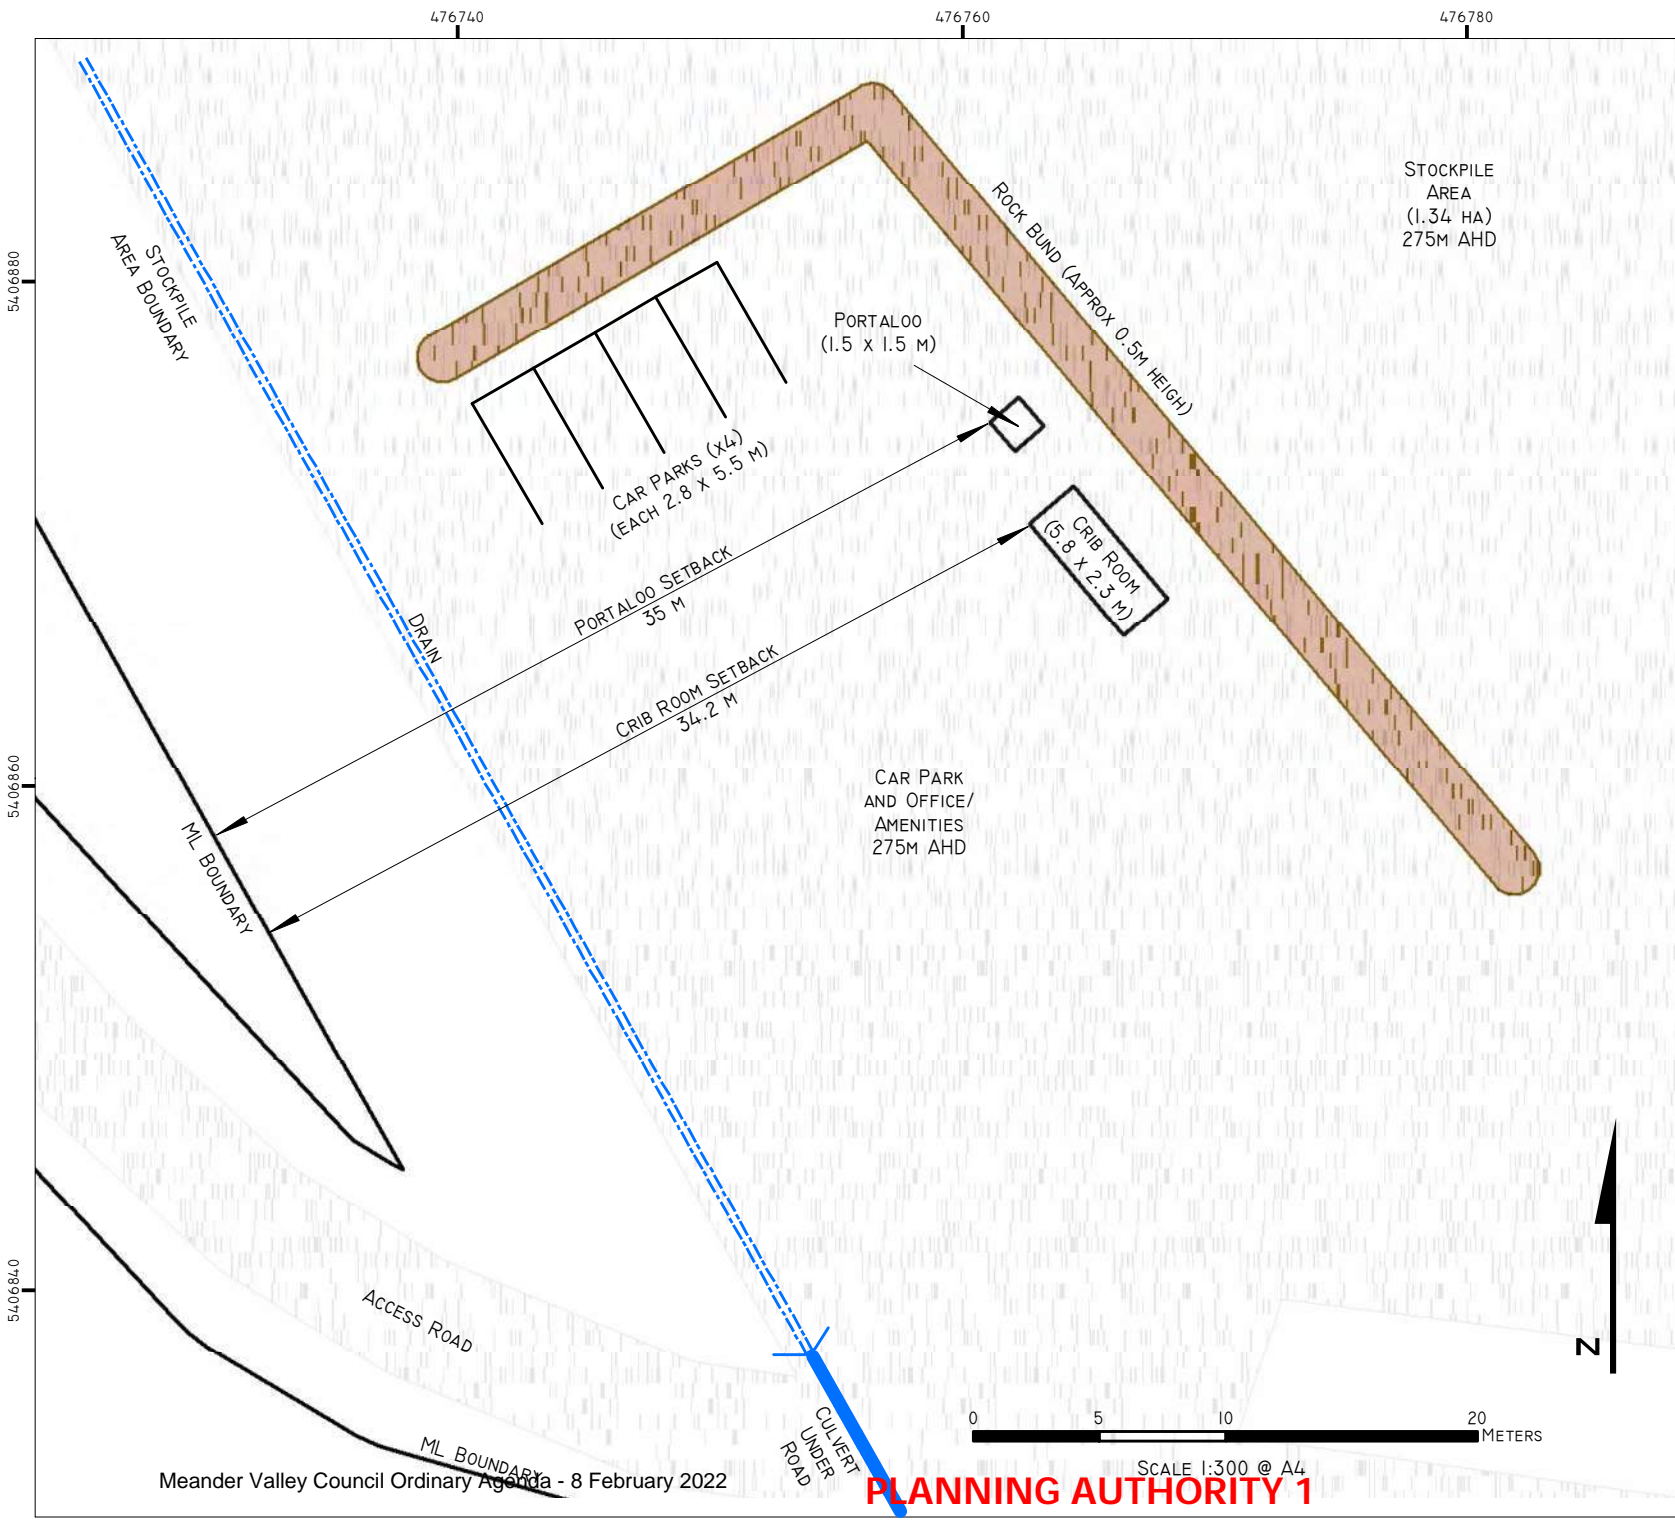 476740
476760
476780
5406880
5406860
5406840
STOCKPILE
AREA
(1.34 HA)
275M AHD
ROCK BUND (APPROX 0.5M HEIGH)
STOCKPILE
AREA BOUNDARY
PORTALOO
(1.5 X 1.5 M)
CAR PARKS (X4)
(EACH 2.8 X 5.5 M)
CRIB ROOM
(5.8 X 2.3 M)
PORTALOO SETBACK
35 M
DRAIN
CRIB ROOM SETBACK
34.2 M
CAR PARK
AND OFFICE/
AMENITIES
275M AHD
ML BOUNDARY
ACCESS ROAD
N
CULVERT
UNDER
ROAD
0 5 10 20
METERS
SCALE 1:300 @ A4
ML BOUNDARY
Meander Valley Council Ordinary Agenda - 8 February 2022
PLANNING AUTHORITY 1